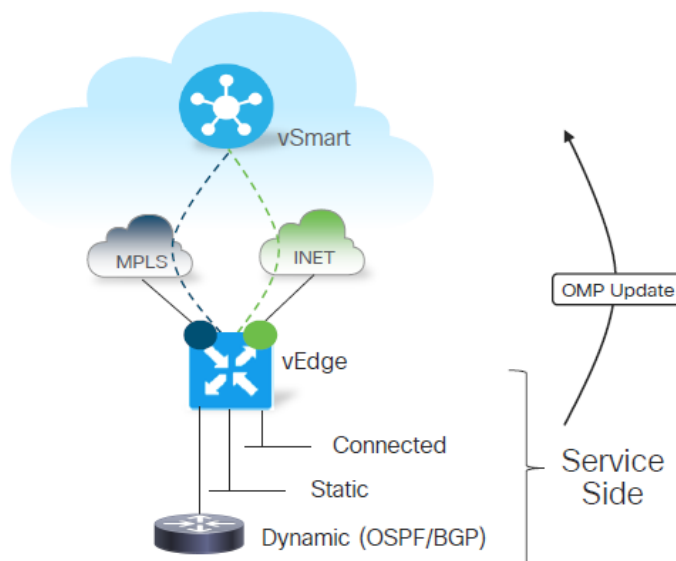 vSmart
MPLS
INET
OMP Update
vEdge
Connected
Service
Side
Static
Dynamic (OSPF/BGP)